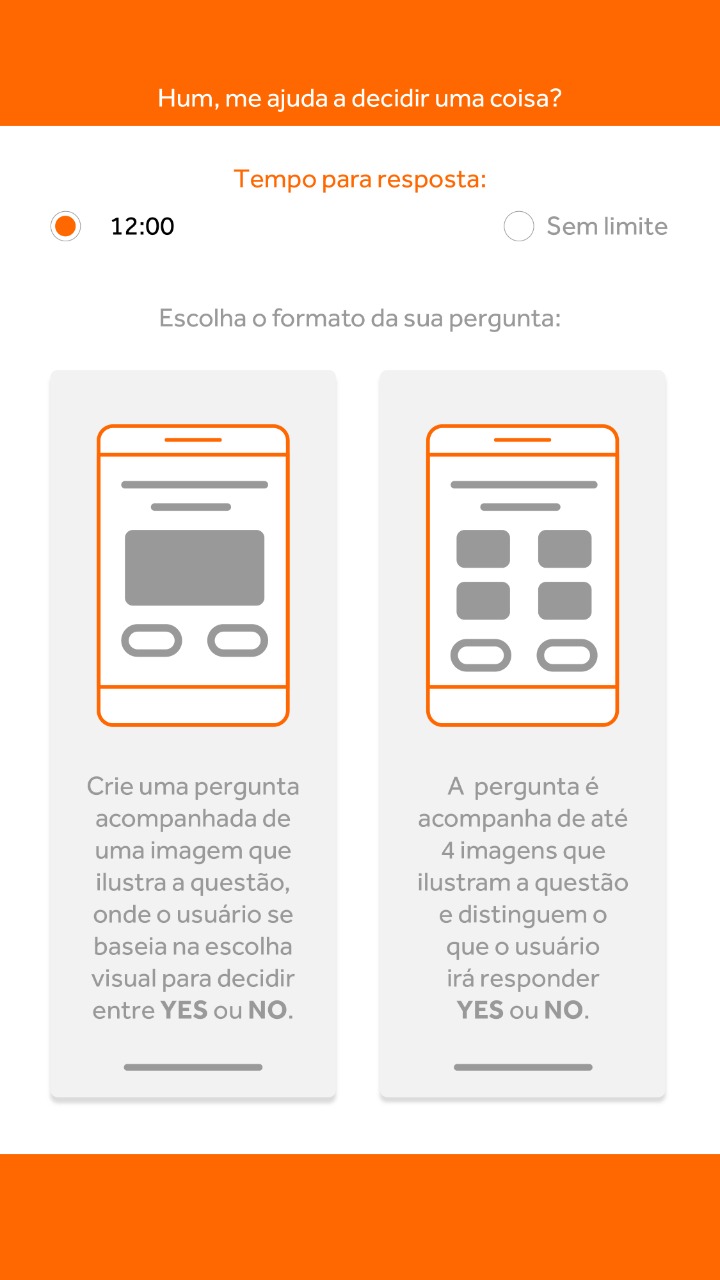 Hum, me ajuda a decidir uma coisa?
Tempo para resposta:
12:00
Sem limite
Escolha o formato da sua pergunta:
Crie uma pergunta
acompanhada de
uma imagem que
ilustra a questão,
onde o usuário se
baseia na escolha
visual para decidir
entre YES ou NO.
A pergunta é
acompanha de até
4 imagens que
ilustram a questão
e distinguem o
que o usuário
irá responder
YES ou NO.